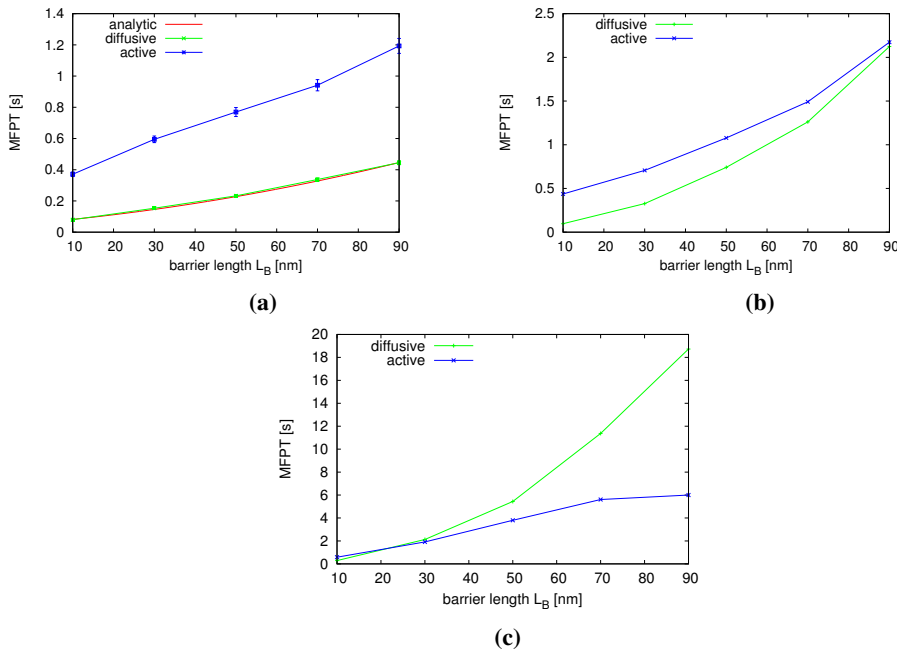 analytic
diffusive
active
MFPT [s]
0
0.2
0.4
0.6
0.8
1
1.2
1.4
10 20 30 40 50 60 70 80 90
barrier length L_B [nm]
(a)
diffusive
active
MFPT [s]
0
0.5
1
1.5
2
2.5
10 20 30 40 50 60 70 80 90
barrier length L_B [nm]
(b)
diffusive
active
MFPT [s]
0
2
4
6
8
10
12
14
16
18
20
10 20 30 40 50 60 70 80 90
barrier length L_B [nm]
(c)